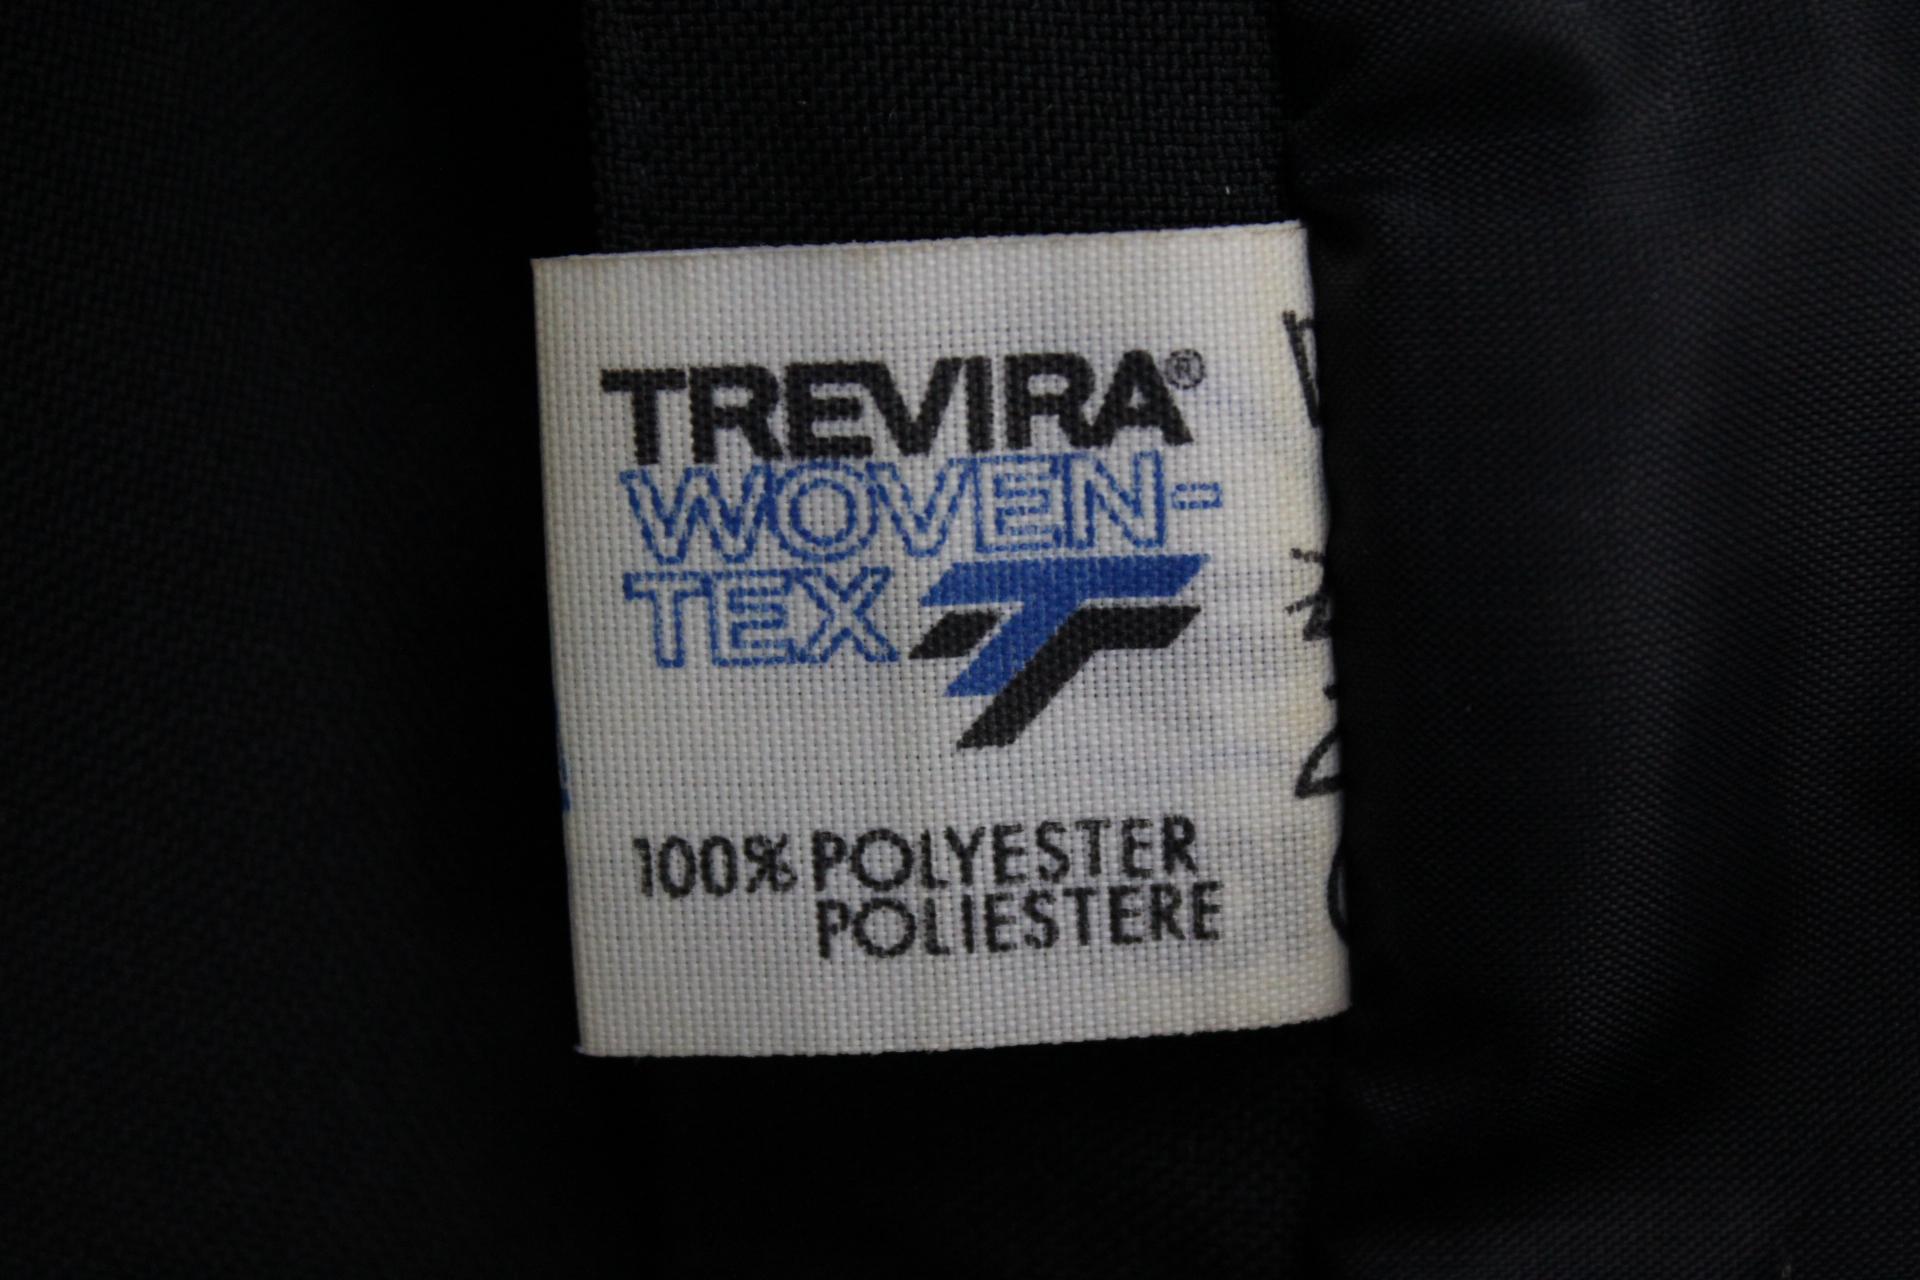 TREVIRA®
WOVEN-
TEX
100% POLYESTER
POLIESTERE